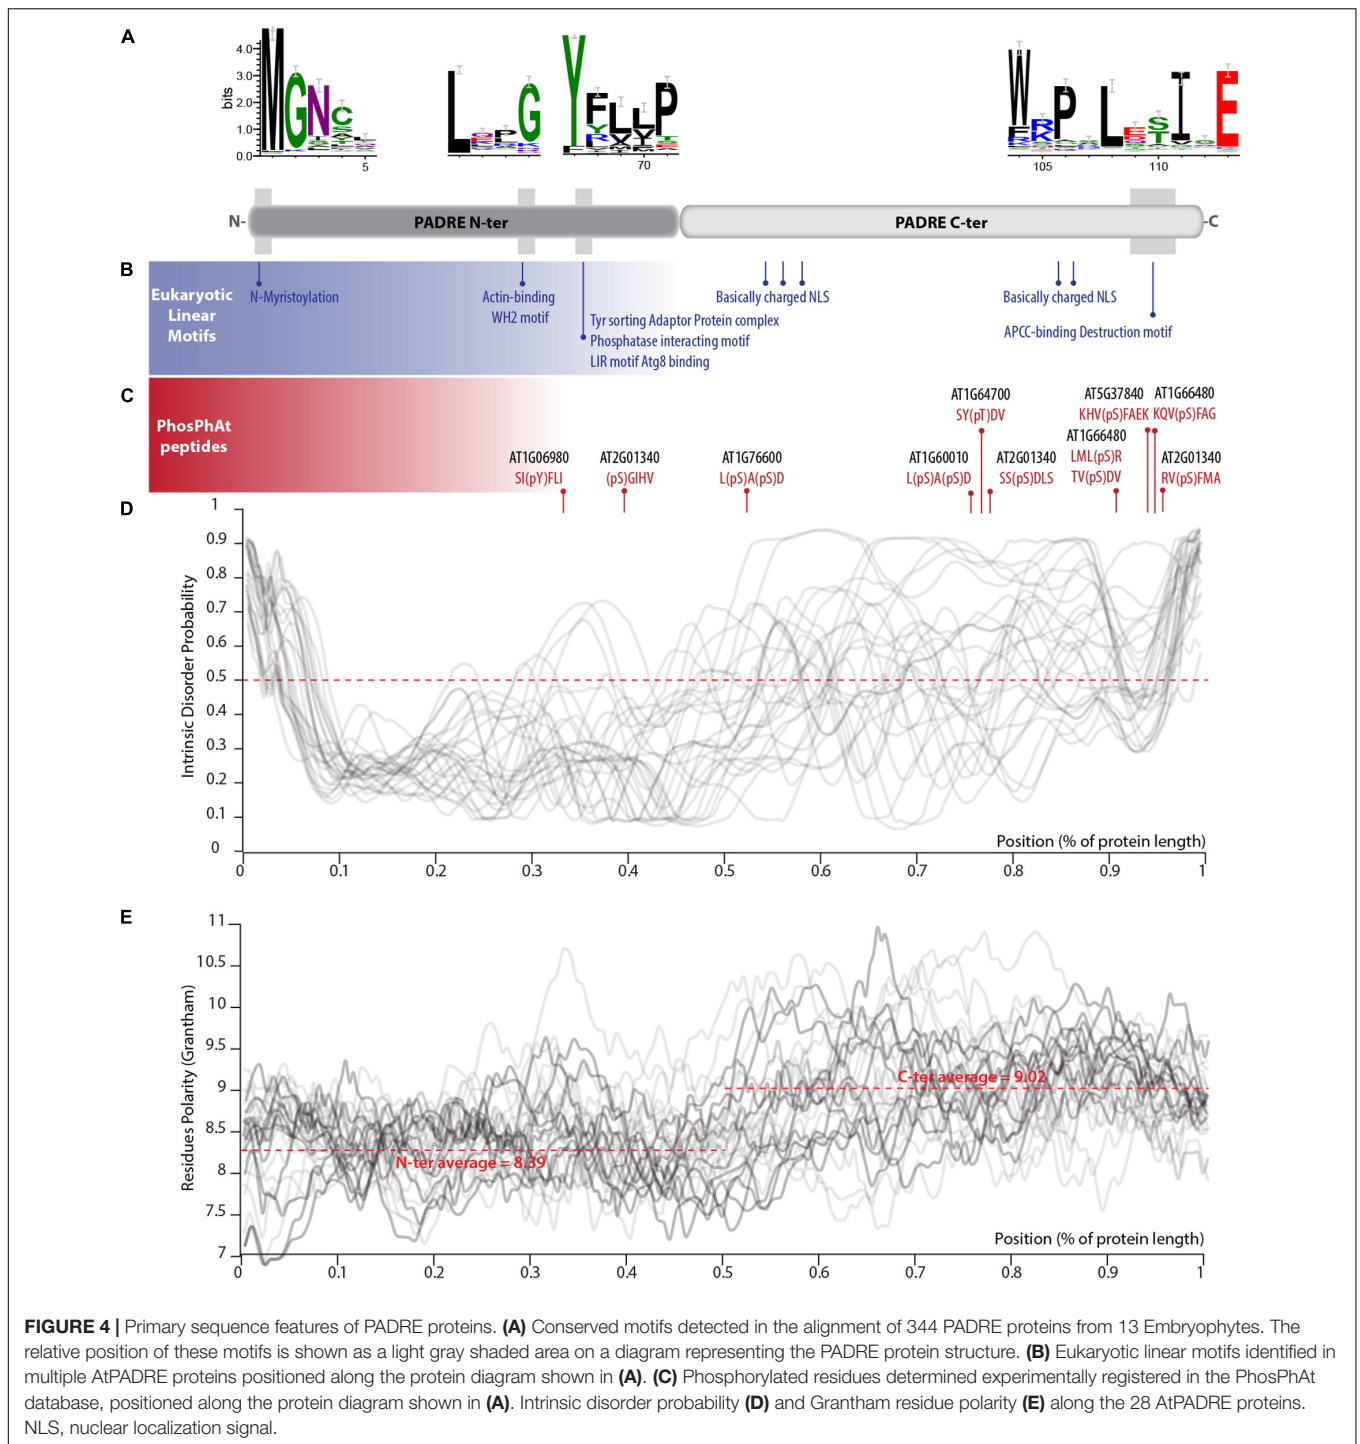 A
bits
4.0
3.0
2.0
1.0
0.0
MGNC
L G
YFLLP
WRPL SI E
5
70
105
110
N-
PADRE N-ter
PADRE C-ter
-C
B
Eukaryotic
Linear
Motifs
N-Myristoylation
Actin-binding
WH2 motif
Tyr sorting Adaptor Protein complex
Phosphatase interacting motif
LIR motif Atg8 binding
Basically charged NLS
Basically charged NLS
APCC-binding Destruction motif
C
PhosPhAt
peptides
AT1G06980
SI(pY)FLI
AT2G01340
(pS)GIHV
AT1G76600
L(pS)A(pS)D
AT1G60010
L(pS)A(pS)D
AT1G64700
SY(pT)DV
AT2G01340
SS(pS)DLS
AT5G37840
KHV(pS)FAEK
AT1G66480
LML(pS)R
TV(pS)DV
AT1G66480
KQV(pS)FAG
AT2G01340
RV(pS)FMA
D
Intrinsic Disorder Probability
1
0.9
0.8
0.7
0.6
0.5
0.4
0.3
0.2
0.1
0
Position (% of protein length)
0 0.1 0.2 0.3 0.4 0.5 0.6 0.7 0.8 0.9 1
E
Residues Polarity (Grantham)
11
10.5
10
9.5
9
8.5
8
7.5
7
C-ter average = 9.02
N-ter average = 8.39
Position (% of protein length)
0 0.1 0.2 0.3 0.4 0.5 0.6 0.7 0.8 0.9 1
FIGURE 4 | Primary sequence features of PADRE proteins. (A) Conserved motifs detected in the alignment of 344 PADRE proteins from 13 Embryophytes. The
relative position of these motifs is shown as a light gray shaded area on a diagram representing the PADRE protein structure. (B) Eukaryotic linear motifs identified in
multiple AtPADRE proteins positioned along the protein diagram shown in (A). (C) Phosphorylated residues determined experimentally registered in the PhosPhAt
database, positioned along the protein diagram shown in (A). Intrinsic disorder probability (D) and Grantham residue polarity (E) along the 28 AtPADRE proteins.
NLS, nuclear localization signal.